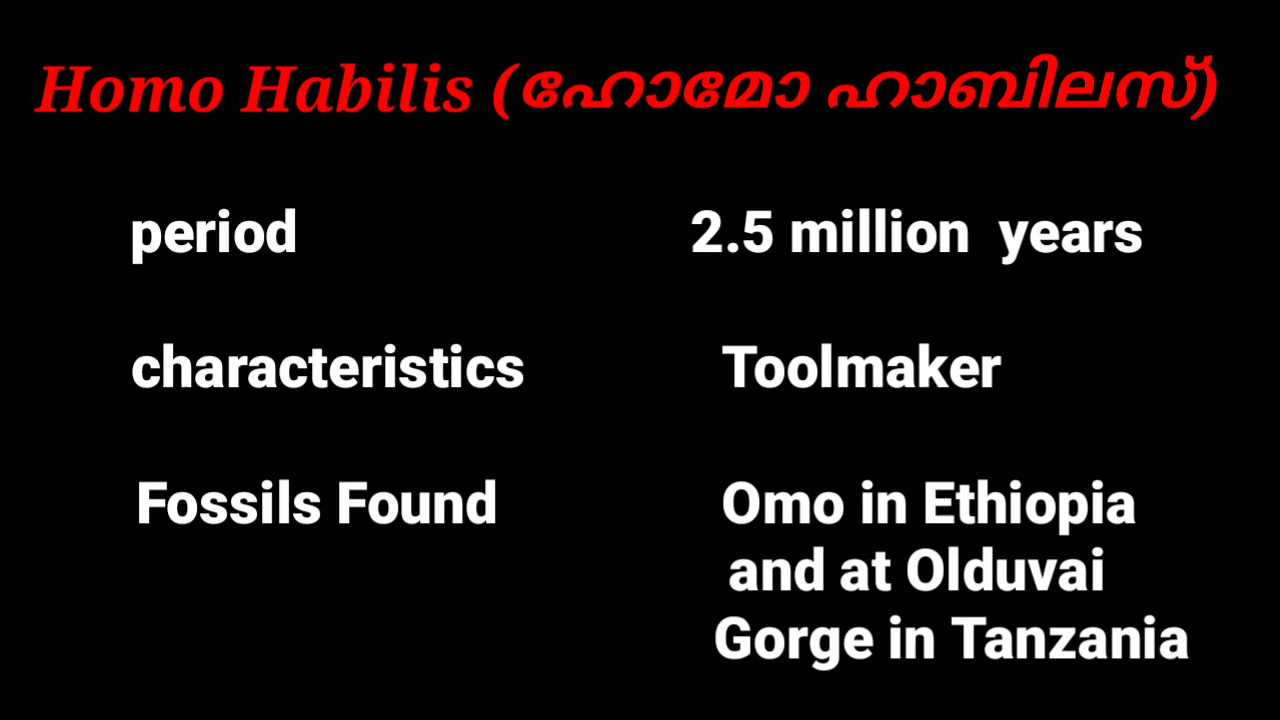 Homo Habilis (ഹോമോ ഹാബിലസ്)
period 2.5 million years
characteristics Toolmaker
Fossils Found Omo in Ethiopia
and at Olduvai
Gorge in Tanzania